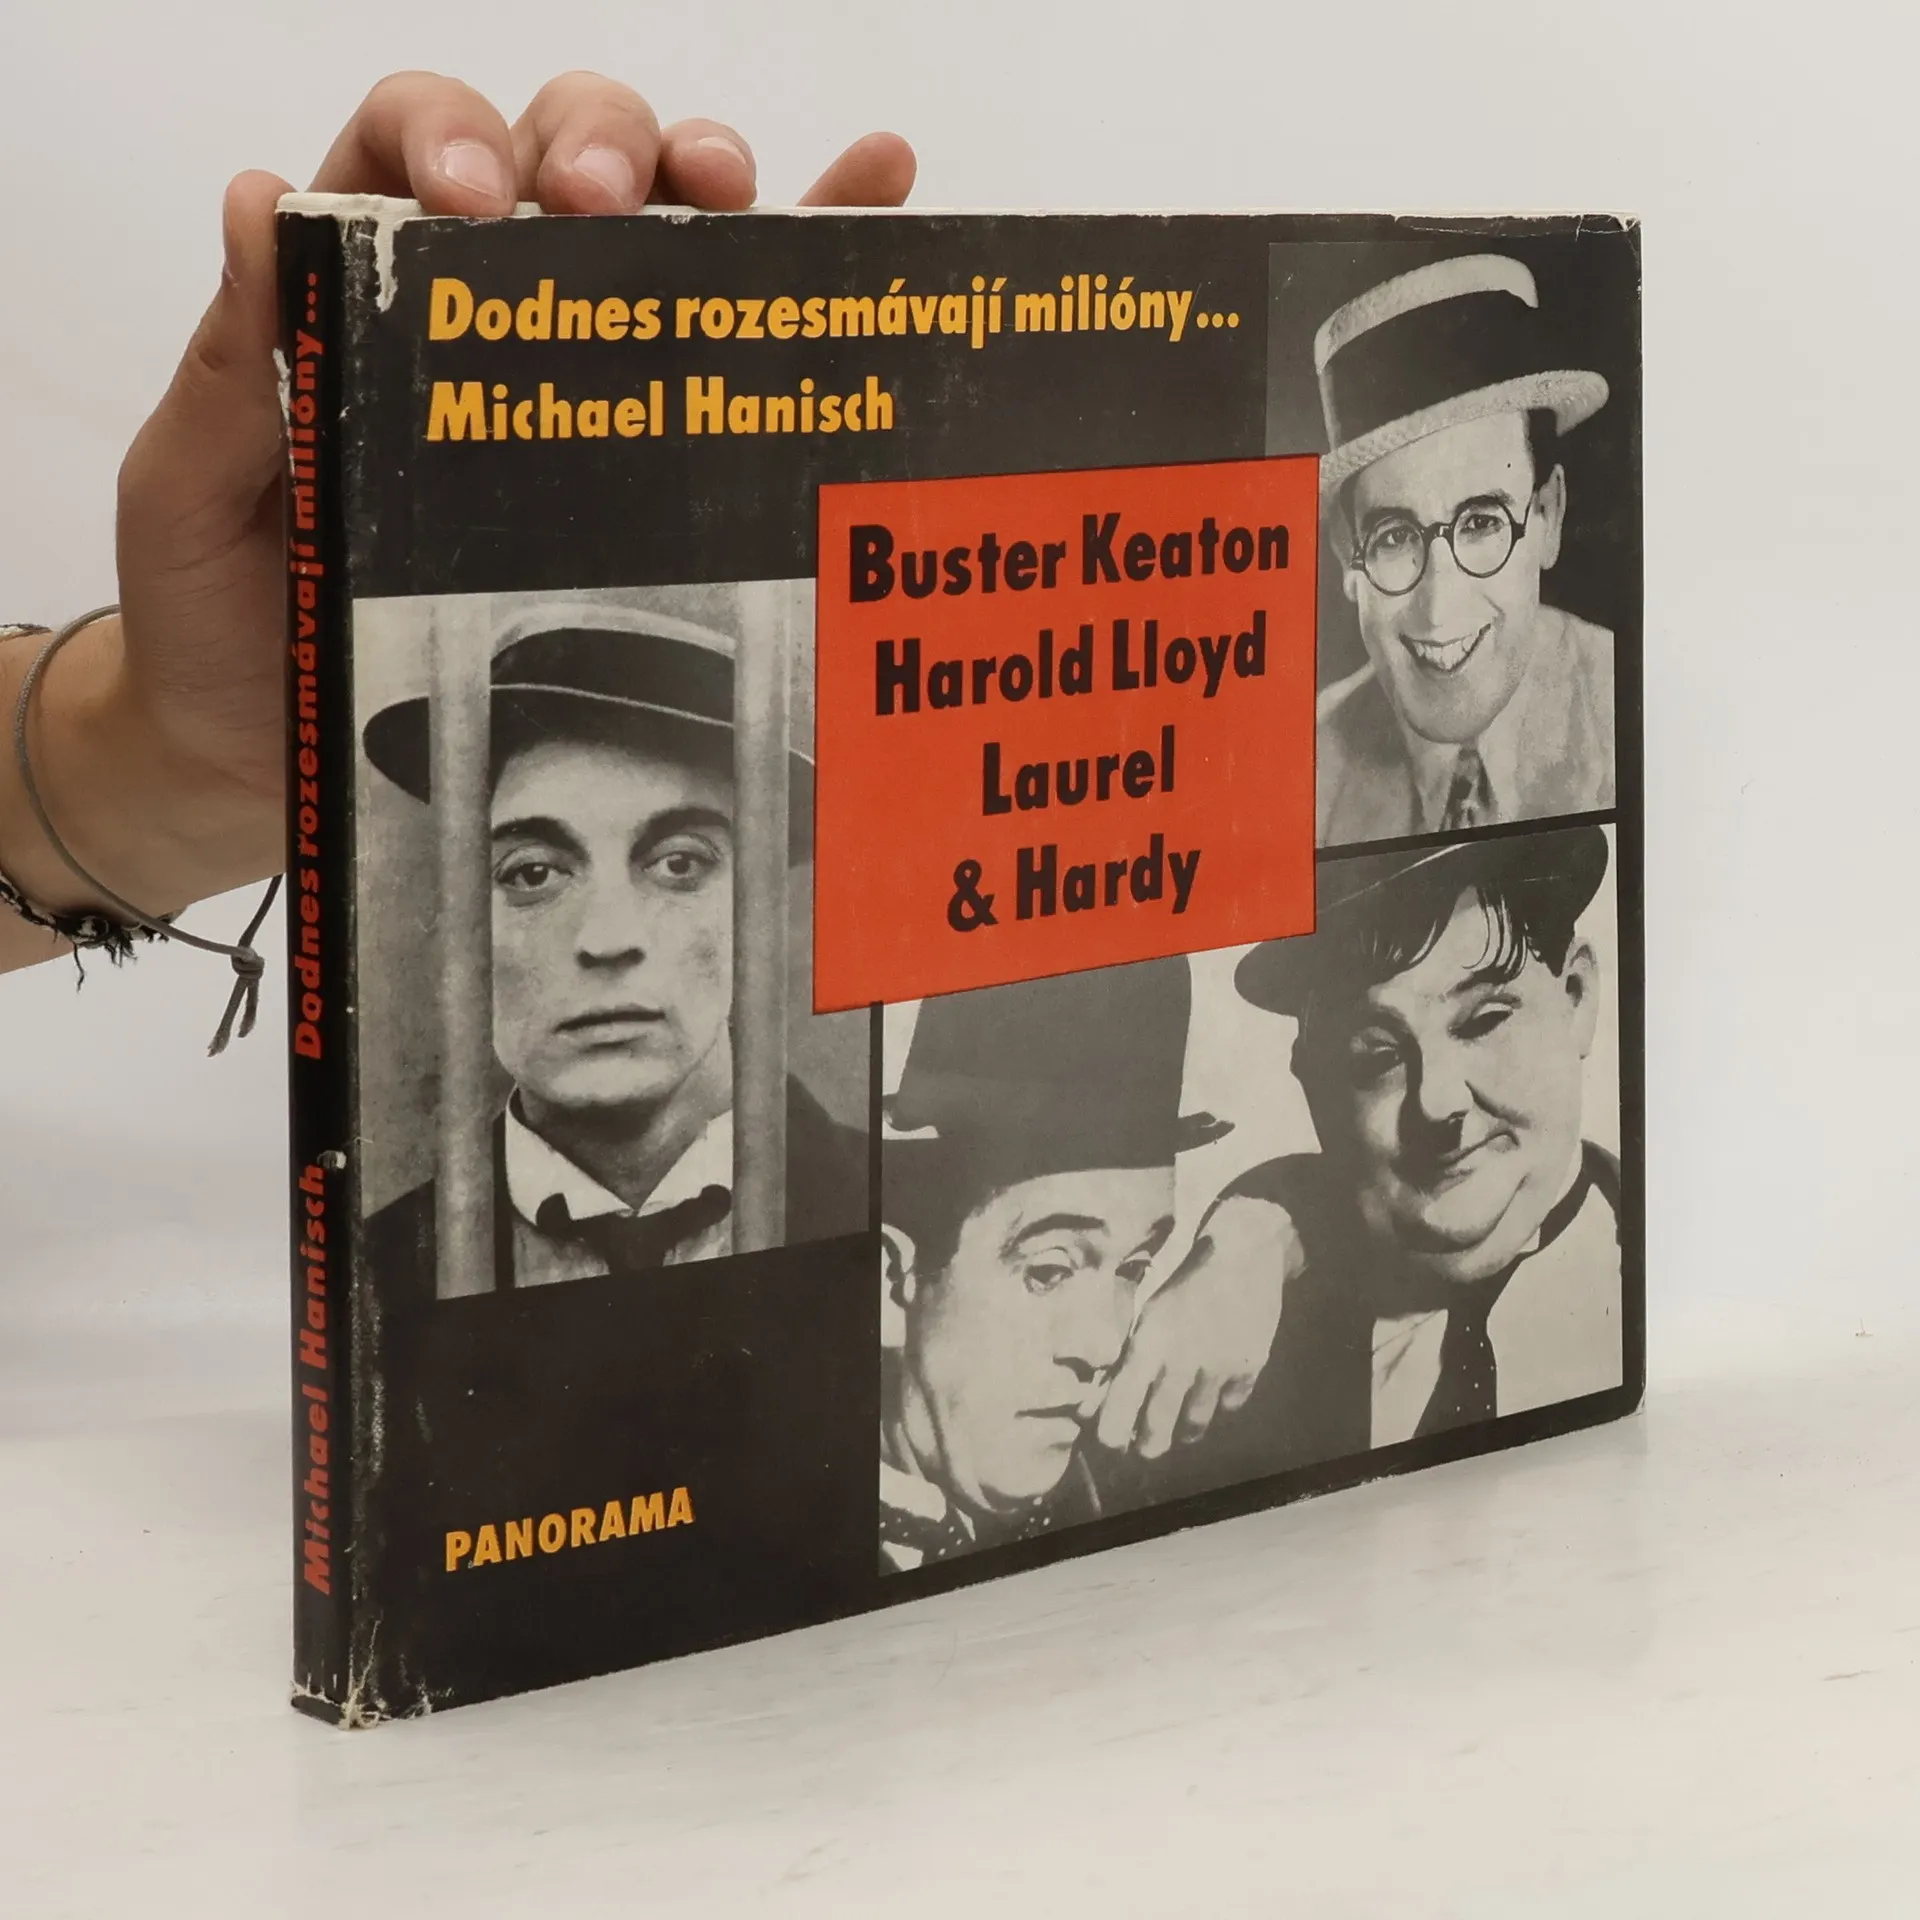 Dodnes rozesmávají milióny...
Michael Hanisch
Buster Keaton
Harold Lloyd
Laurel
& Hardy
PANORAMA
Michael Hanisch Dodnes rozesmávají milióny...